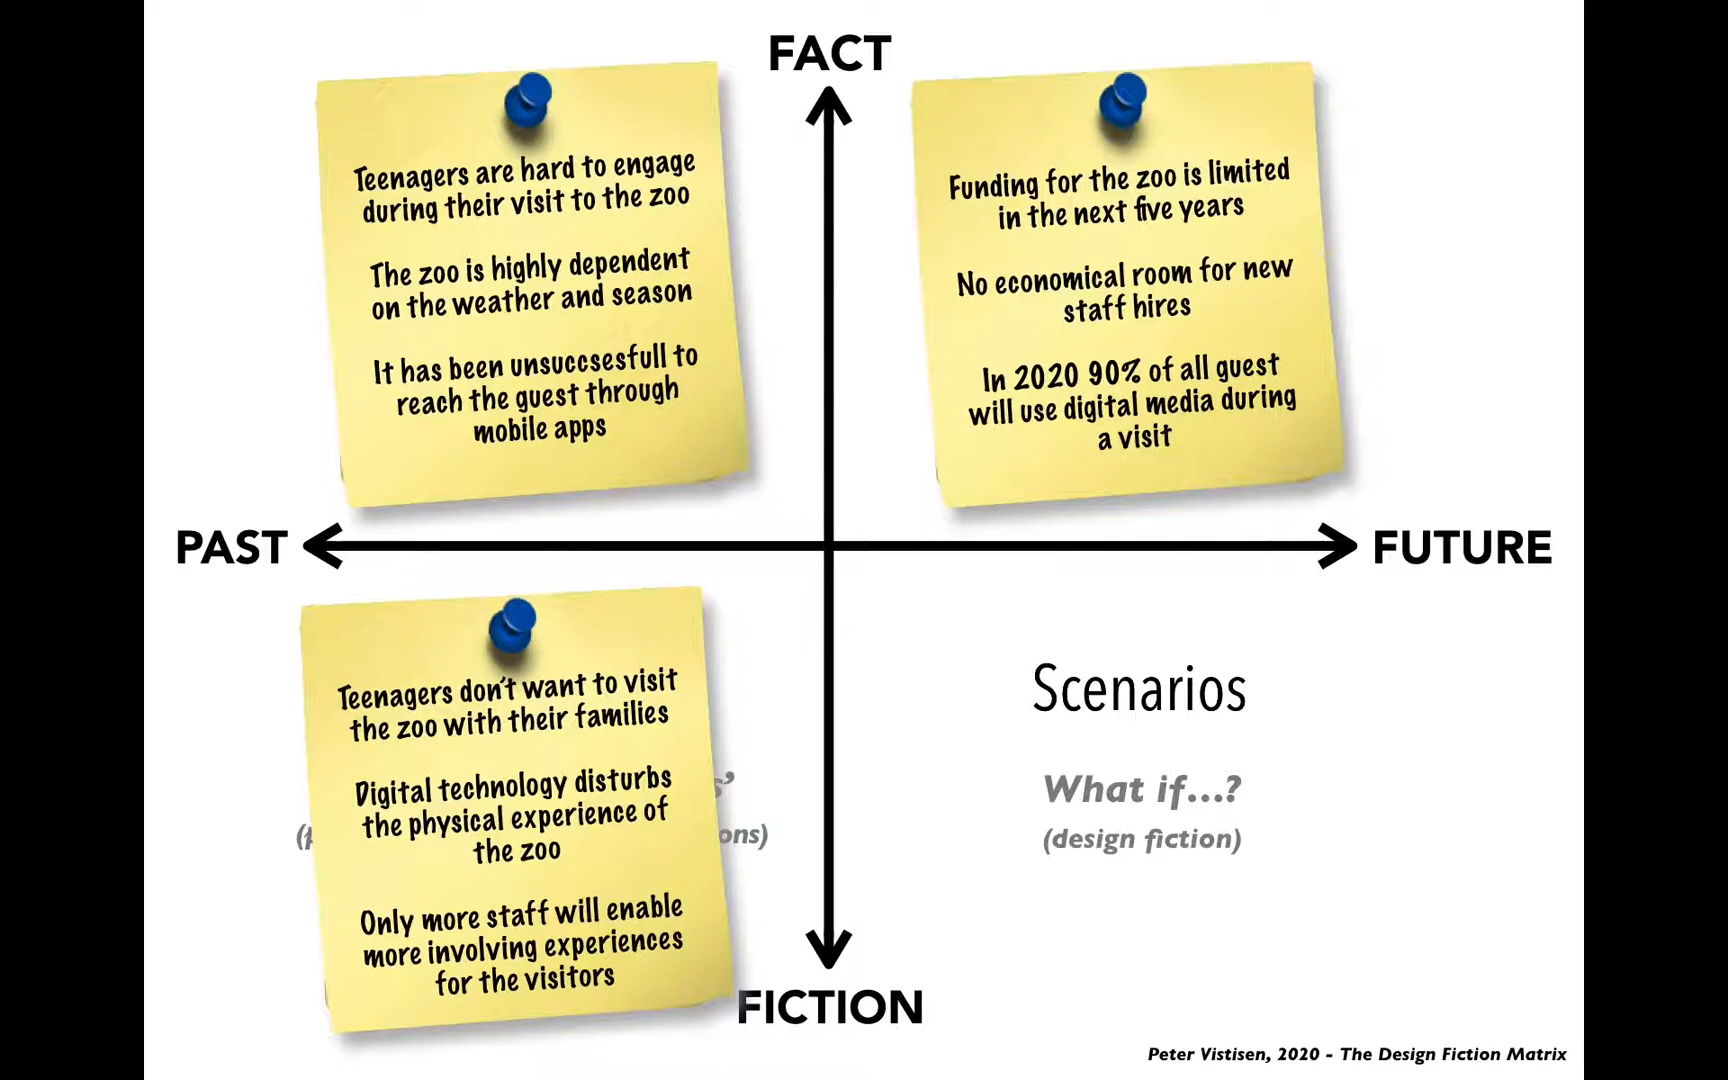 FACT
Teenagers are hard to engage
during their visit to the zoo
The zoo is highly dependent
on the weather and season
It has been unsuccsesfull to
reach the guest through
mobile apps
Funding for the zoo is limited
in the next five years
No economical room for new
staff hires
In 2020 90% of all guest
will use digital media during
a visit
PAST
FUTURE
Teenagers don't want to visit
the zoo with their families
Digital technology disturbs
the physical experience of
the zoo
Only more staff will enable
more involving experiences
for the visitors
Scenarios
What if...?
(design fiction)
FICTION
Peter Vistisen, 2020 - The Design Fiction Matrix